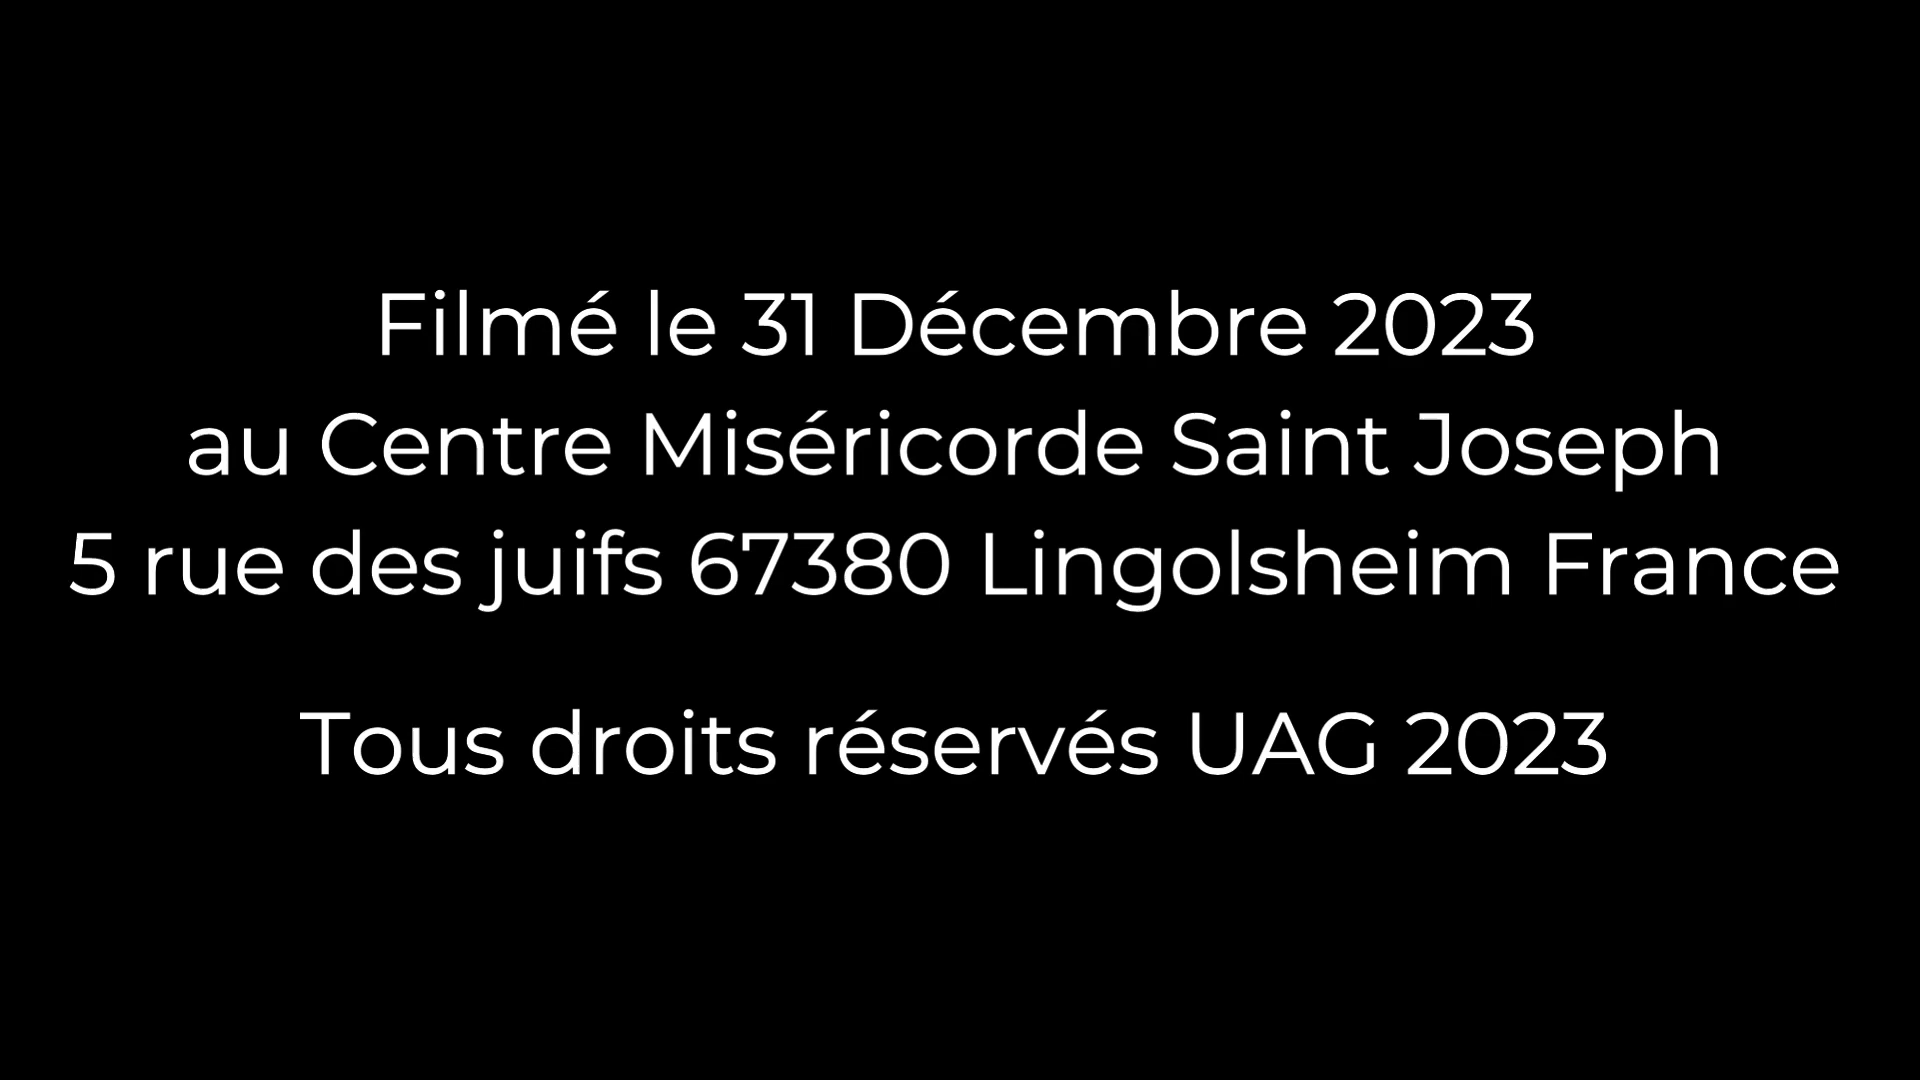 Filmé le 31 Décembre 2023
au Centre Miséricorde Saint Joseph
5 rue des juifs 67380 Lingolsheim France
Tous droits réservés UAG 2023